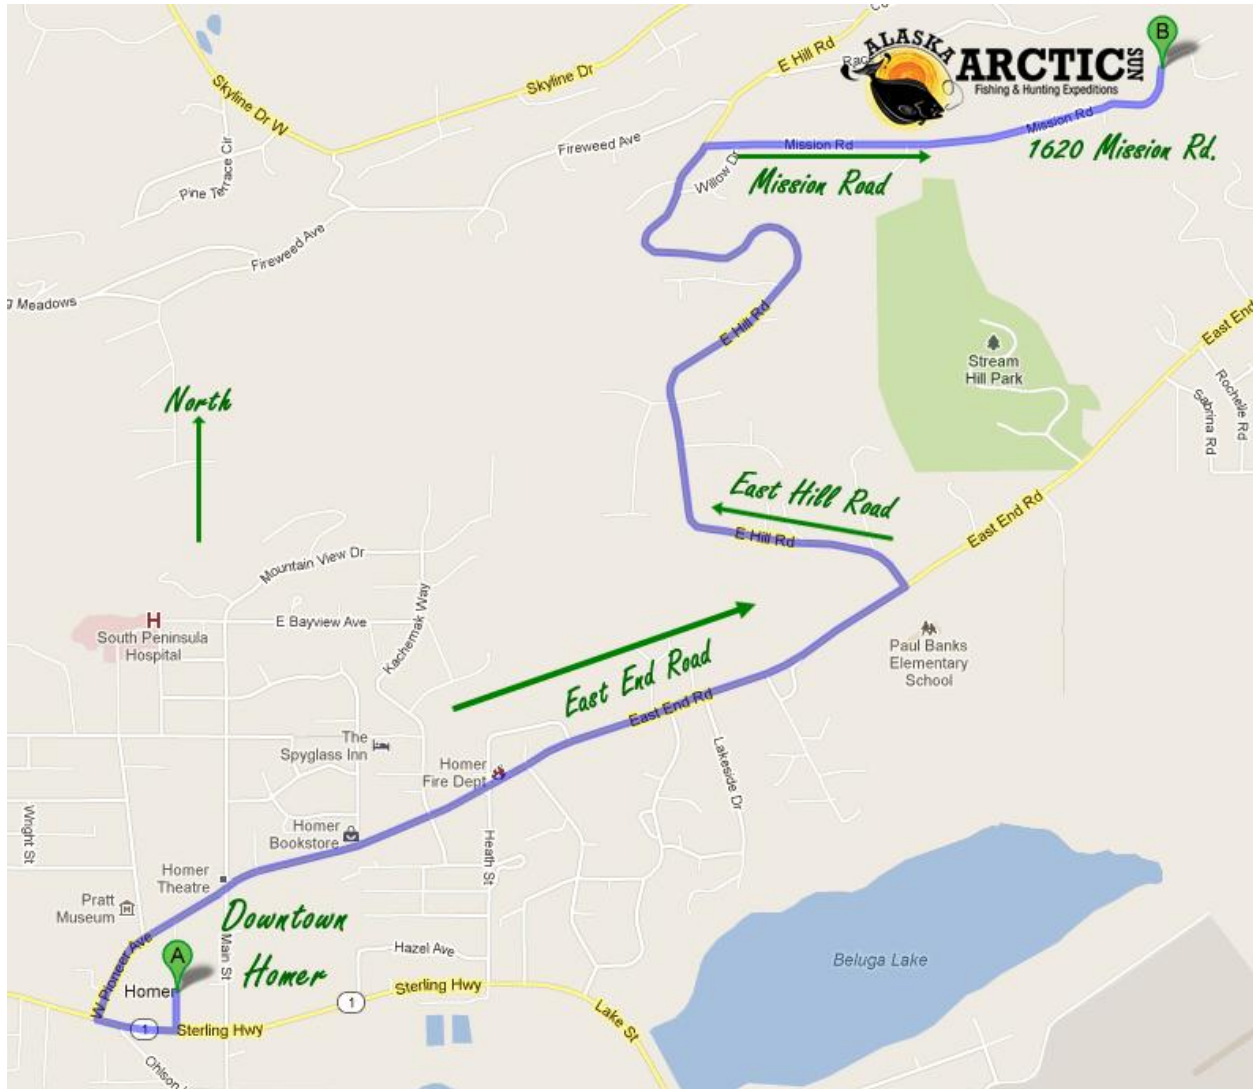 Co
E Hill Rd
B
ALASKA
ARCTIC
SUN
Fishing & Hunting Expeditions
Skyline Dr
Skyline Dr W
Mission Rd
Mission Rd
1620 Mission Rd.
Fireweed Ave
Willow Dr
Mission Road
Pine Terrace Cir
Fireweed Ave
g Meadows
E Hill Rd
East End
Stream
Hill Park
Rochelle Rd
Sabrina Rd
North
East Hill Road
E Hill Rd
East End Rd
Mountain View Dr
H
South Peninsula
Hospital
E Bayview Ave
Kachemak Way
Paul Banks
Elementary
School
East End Road
East End Rd
The
Spyglass Inn
Homer
Fire Dept
Lakeside Dr
Wright St
Homer
Bookstore
Heath St
Homer
Theatre
Pratt
Museum
Downtown
Homer
W Pioneer Ave
A
Main St
Hazel Ave
Beluga Lake
Homer
Sterling Hwy
1
1
Sterling Hwy
Lake St
Ohlson